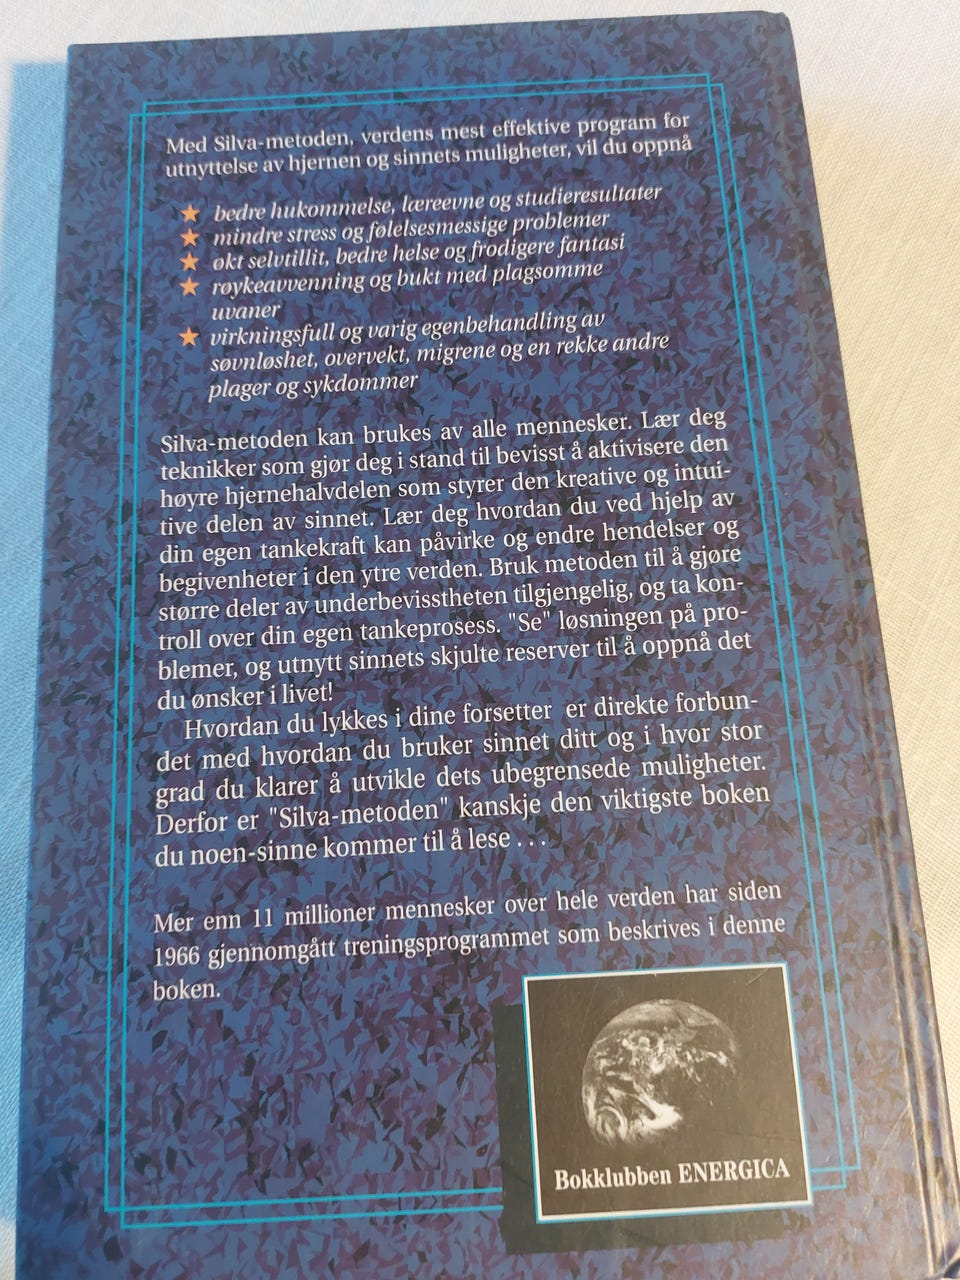 Med Silva-metoden, verdens mest effektive program for
utnyttelse av hjernen og sinnets muligheter, vil du oppnå
bedre hukommelse, læreevne og studieresultater
mindre stress og følelsesmessige problemer
økt selvtillit, bedre helse og frodigere fantasi
røykeavvenning og bukt med plagsomme
uvaner
virkningsfull og varig egenbehandling av
søvnløshet, overvekt, migrene og en rekke andre
plager og sykdommer
Silva-metoden kan brukes av alle mennesker. Lær deg
teknikker som gjør deg i stand til bevisst å aktivisere den
høyre hjernehalvdelen som styrer den kreative og intui-
tive delen av sinnet. Lær deg hvordan du ved hjelp av
din egen tankekraft kan påvirke og endre hendelser og
begivenheter i den ytre verden. Bruk metoden til å gjøre
større deler av underbevisstheten tilgjengelig, og ta kon-
troll over din egen tankeprosess. "Se" løsningen på pro-
blemer, og utnytt sinnets skjulte reserver til å oppnå det
du ønsker i livet!
Hvordan du lykkes i dine forsetter er direkte forbun-
det med hvordan du bruker sinnet ditt og i hvor stor
grad du klarer å utvikle dets ubegrensede muligheter.
Derfor er "Silva-metoden" kanskje den viktigste boken
du noen-sinne kommer til å lese . . .
Mer enn 11 millioner mennesker over hele verden har siden
1966 gjennomgått treningsprogrammet som beskrives i denne
boken.
Bokklubben ENERGICA